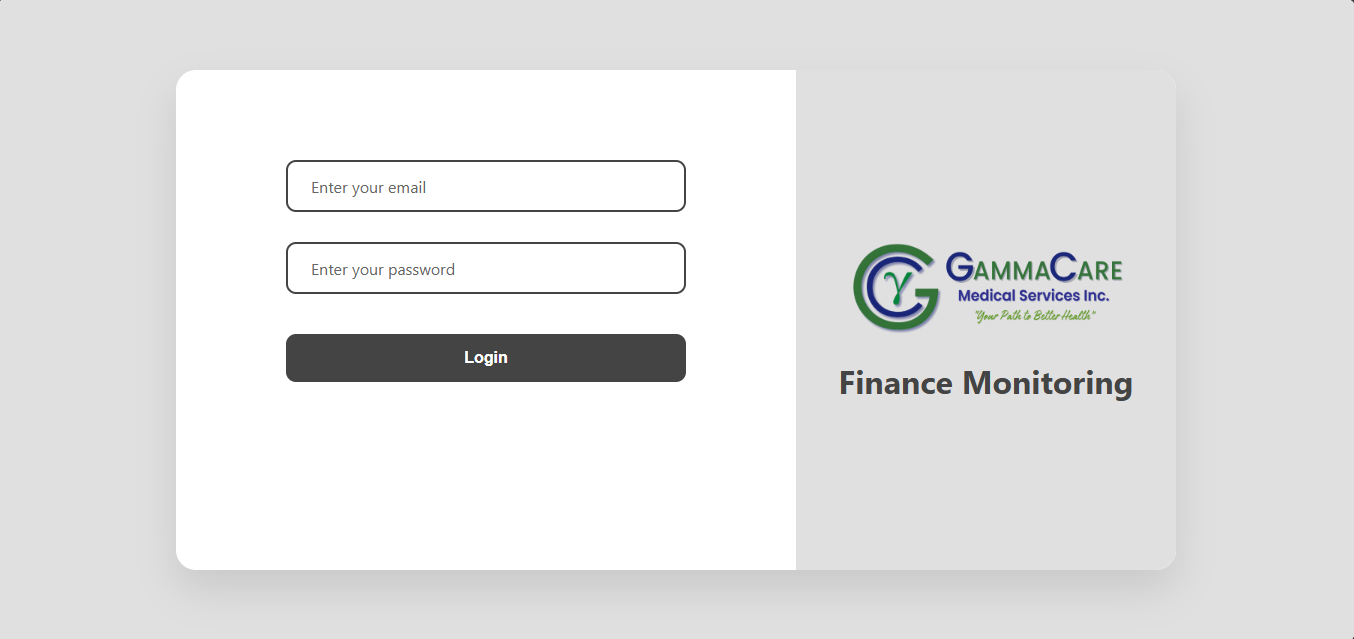 Enter your email
Enter your password
Login
GAMMACARE
Medical Services Inc.
"Your Path to Better Health"
Finance Monitoring